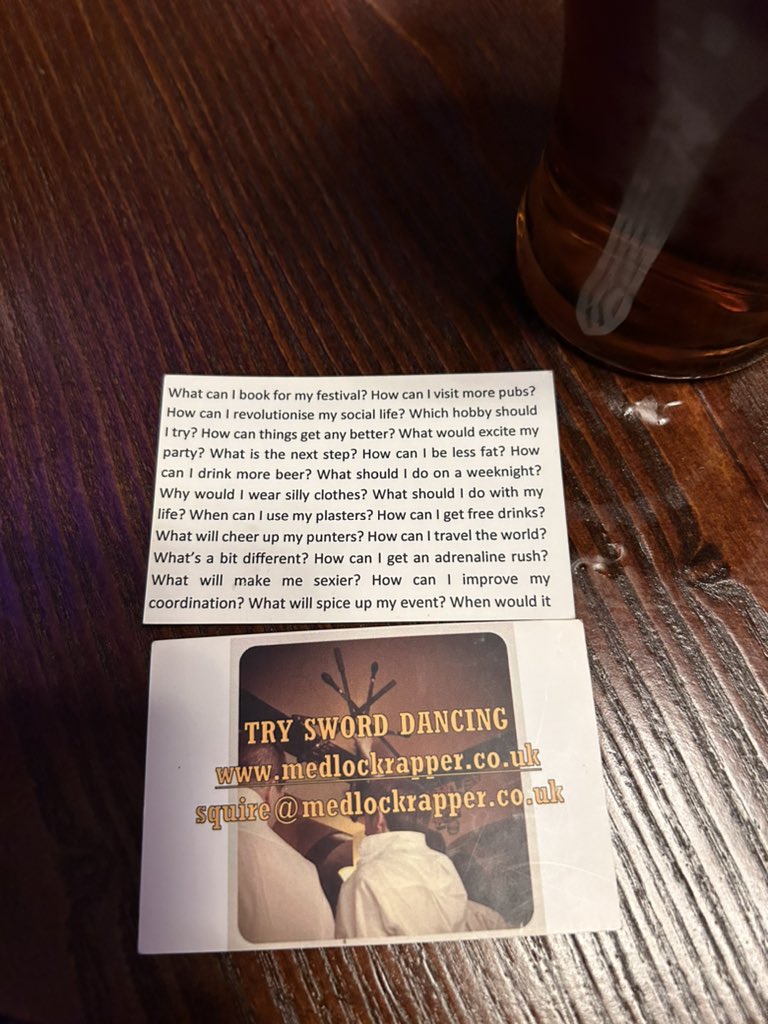 What can I book for my festival? How can I visit more pubs?
How can I revolutionise my social life? Which hobby should
I try? How can things get any better? What would excite my
party? What is the next step? How can I be less fat? How
can I drink more beer? What should I do on a weeknight?
Why would I wear silly clothes? What should I do with my
life? When can I use my plasters? How can I get free drinks?
What will cheer up my punters? How can I travel the world?
What's a bit different? How can I get an adrenaline rush?
What will make me sexier? How can I improve my
coordination? What will spice up my event? When would it
TRY SWORD DANCING
www.medlockrapper.co.uk
squire@medlockrapper.co.uk